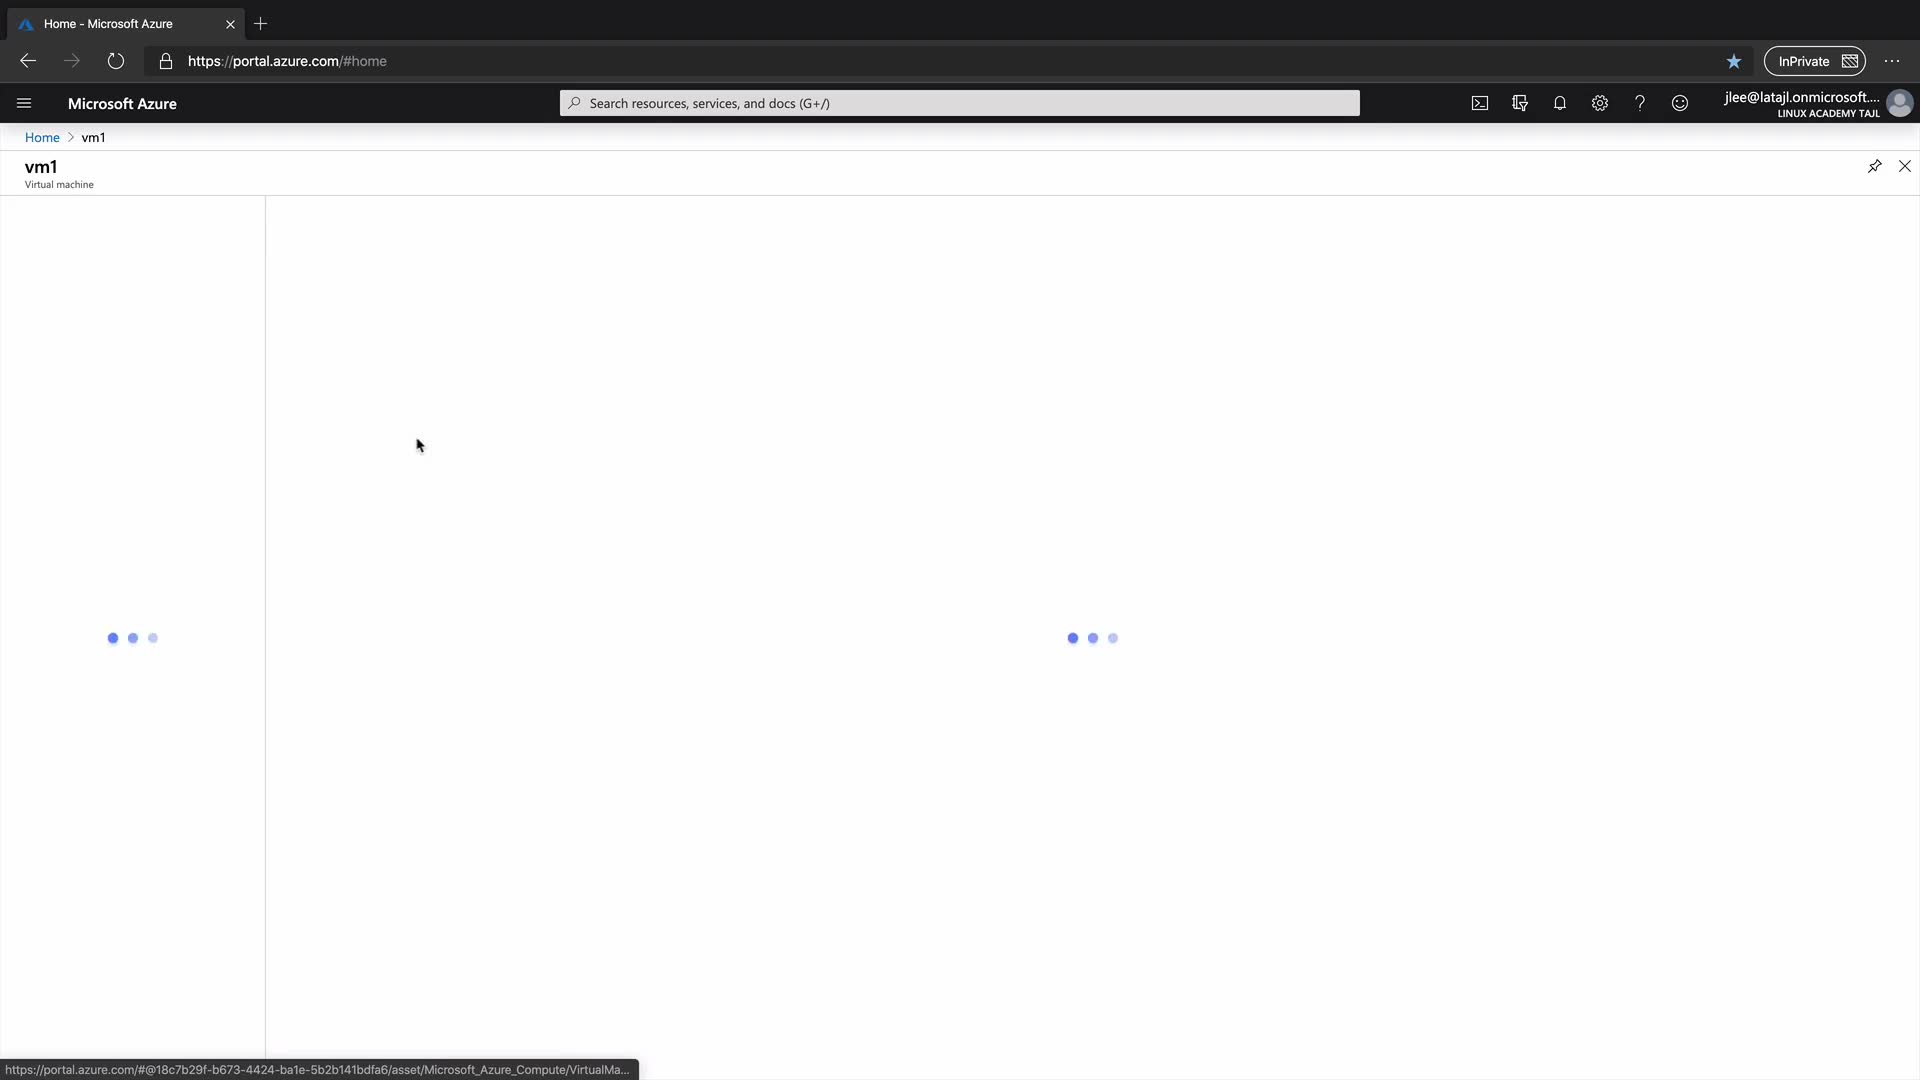 Home - Microsoft Azure
https://portal.azure.com/#home
InPrivate
Microsoft Azure
Search resources, services, and docs (G+/)
jlee@latajl.onmicrosoft....
LINUX ACADEMY TAJL
Home > vm1
vm1
Virtual machine
https://portal.azure.com/#@18c7b29f-b673-4424-ba1e-5b2b141bdfa6/asset/Microsoft_Azure_Compute/VirtualMa...